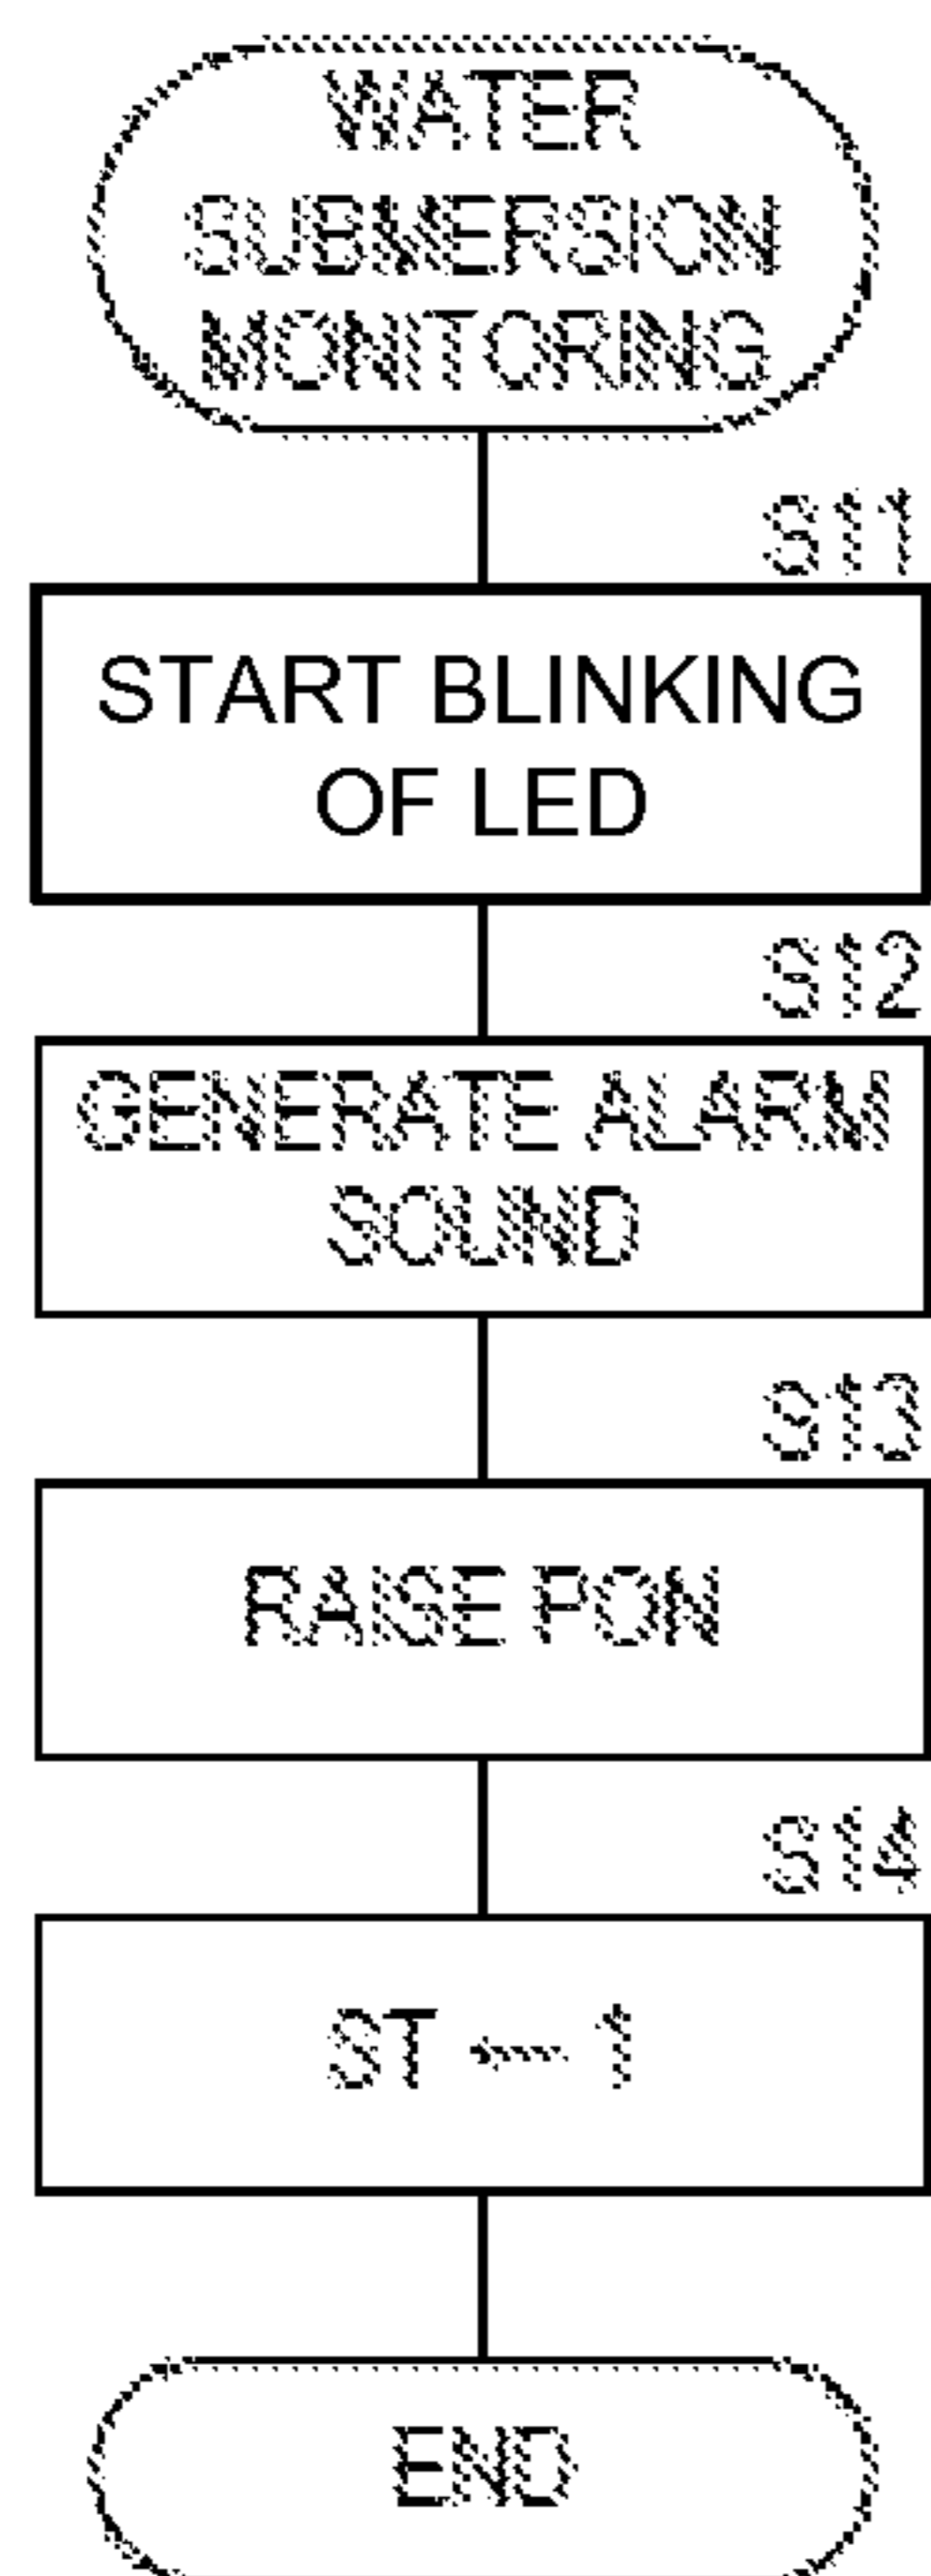 WATER
SUBMERSION
MONITORING
S11
START BLINKING
OF LED
S12
GENERATE ALARM
SOUND
S13
RAISE PON
S14
ST ← 1
END